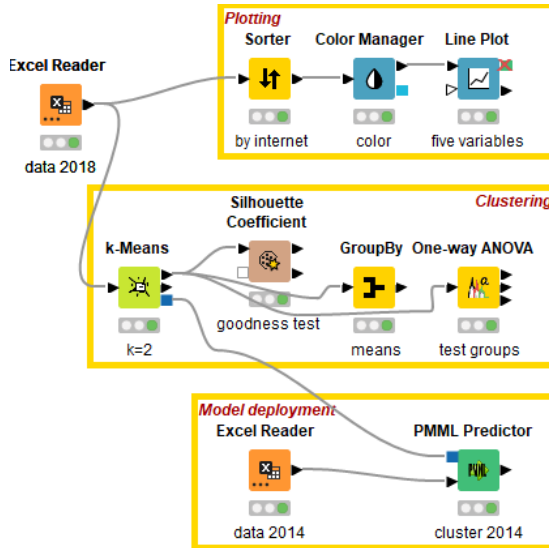 Plotting
Sorter
Color Manager
Line Plot
Excel Reader
by internet
color
five variables
data 2018
Clustering
Silhouette
Coefficient
k-Means
GroupBy
One-way ANOVA
goodness test
k=2
means
test groups
Model deployment
Excel Reader
PMML Predictor
PMML
data 2014
cluster 2014